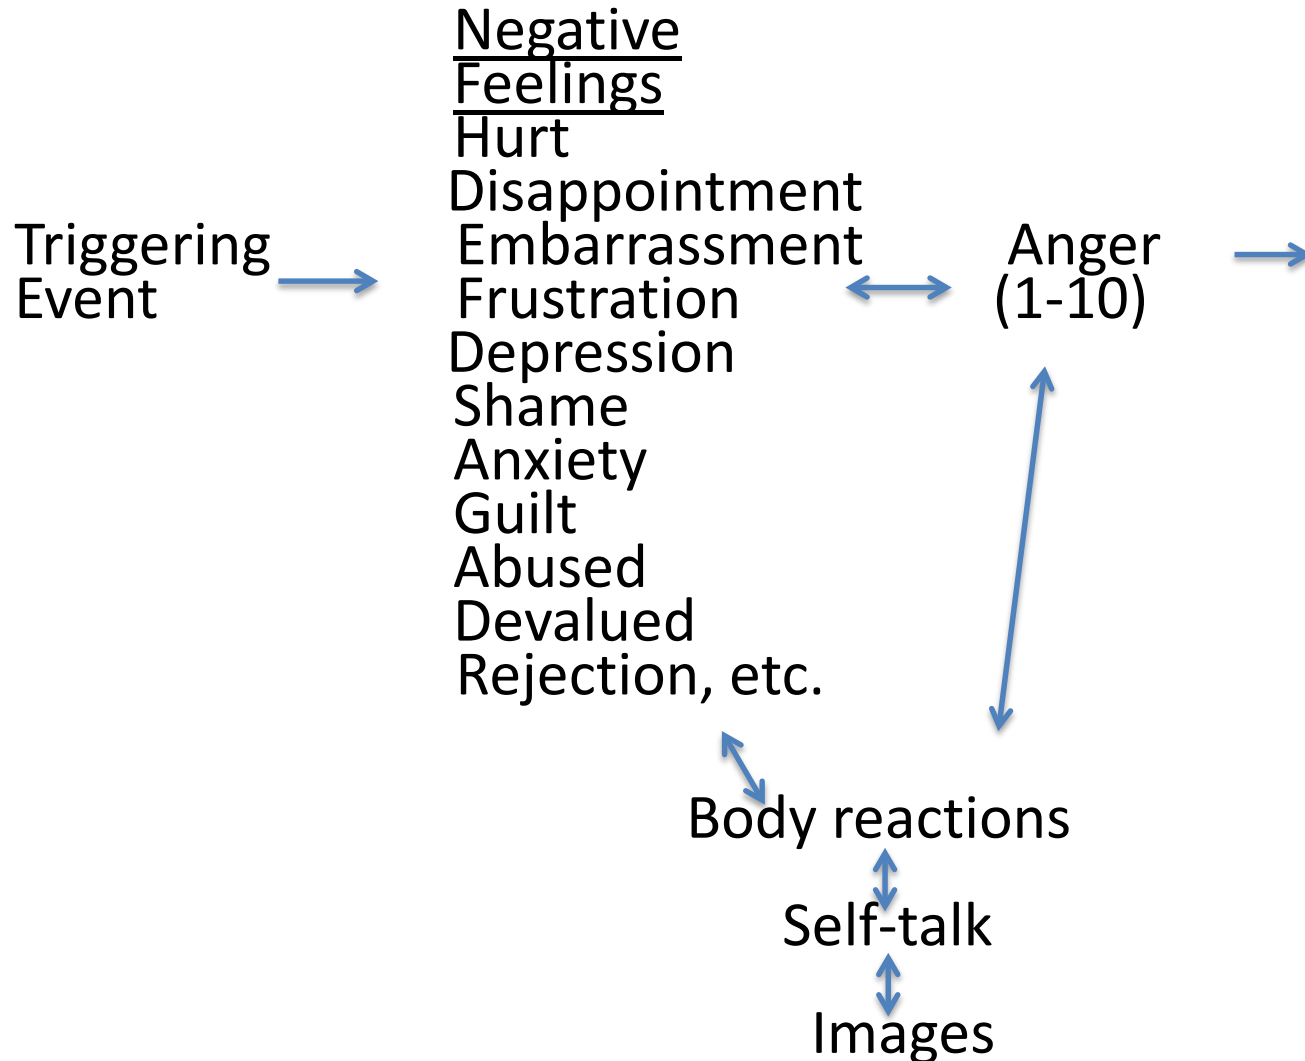 Triggering
Event
Negative
Feelings
Hurt
Disappointment
Embarrassment
Frustration
Depression
Shame
Anxiety
Guilt
Abused
Devalued
Rejection, etc.
Anger
(1-10)
Body reactions
Self-talk
Images